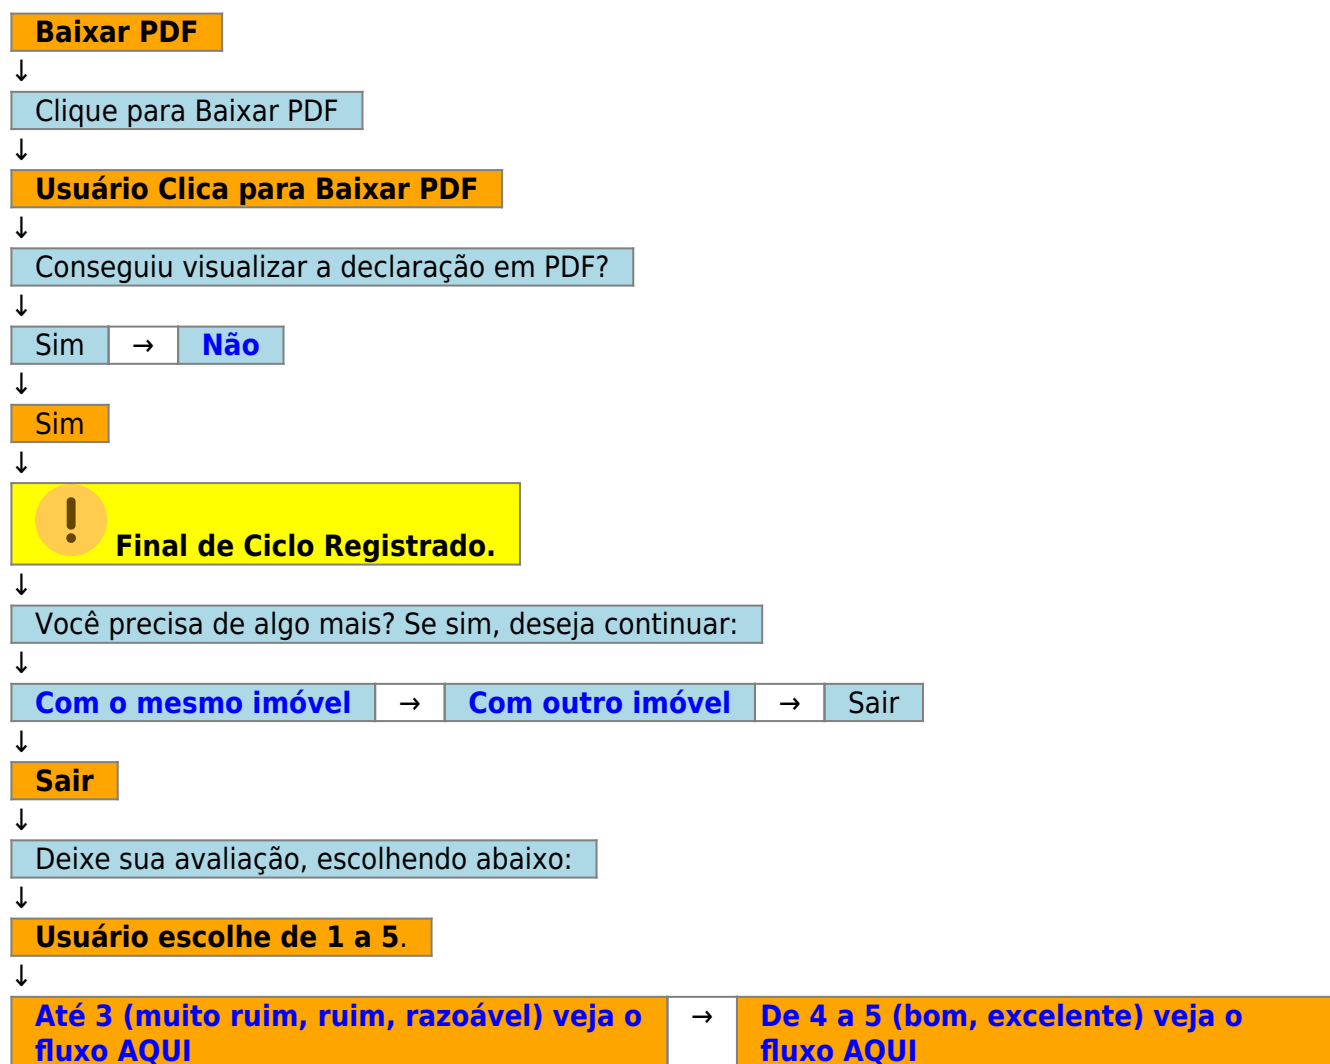 Baixar PDF
↓
Clique para Baixar PDF
↓
Usuário Clica para Baixar PDF
↓
Conseguiu visualizar a declaração em PDF?
↓
Sim → Não
↓
Sim
↓
Final de Ciclo Registrado.
↓
Você precisa de algo mais? Se sim, deseja continuar:
↓
Com o mesmo imóvel → Com outro imóvel → Sair
↓
Sair
↓
Deixe sua avaliação, escolhendo abaixo:
↓
Usuário escolhe de 1 a 5.
↓
Até 3 (muito ruim, ruim, razoável) veja o → De 4 a 5 (bom, excelente) veja o
fluxo AQUI fluxo AQUI